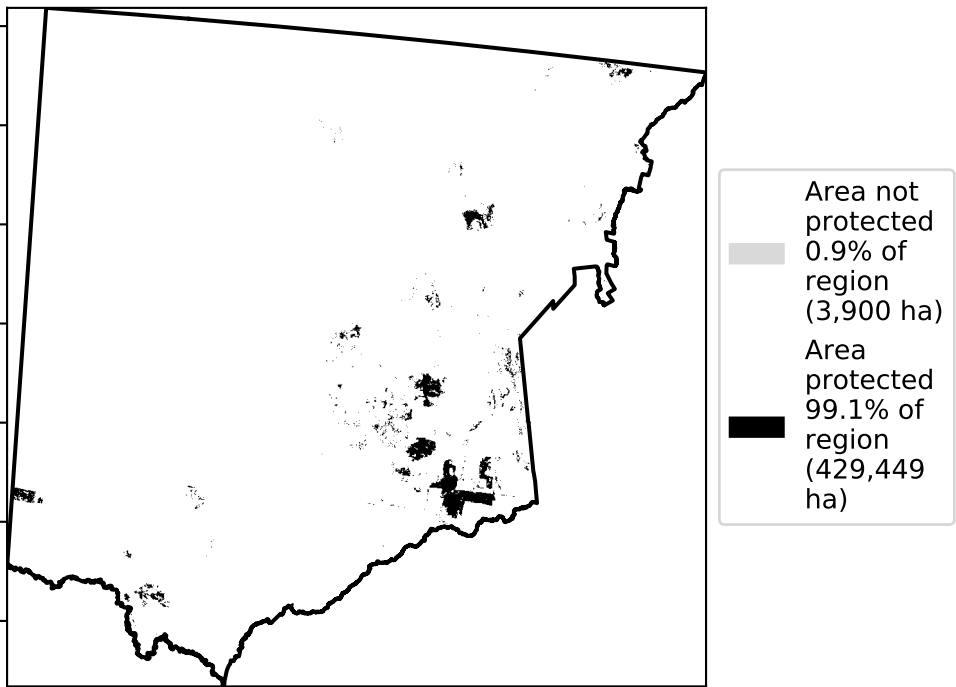 Area not
protected
0.9% of
region
(3,900 ha)
Area
protected
99.1% of
region
(429,449
ha)